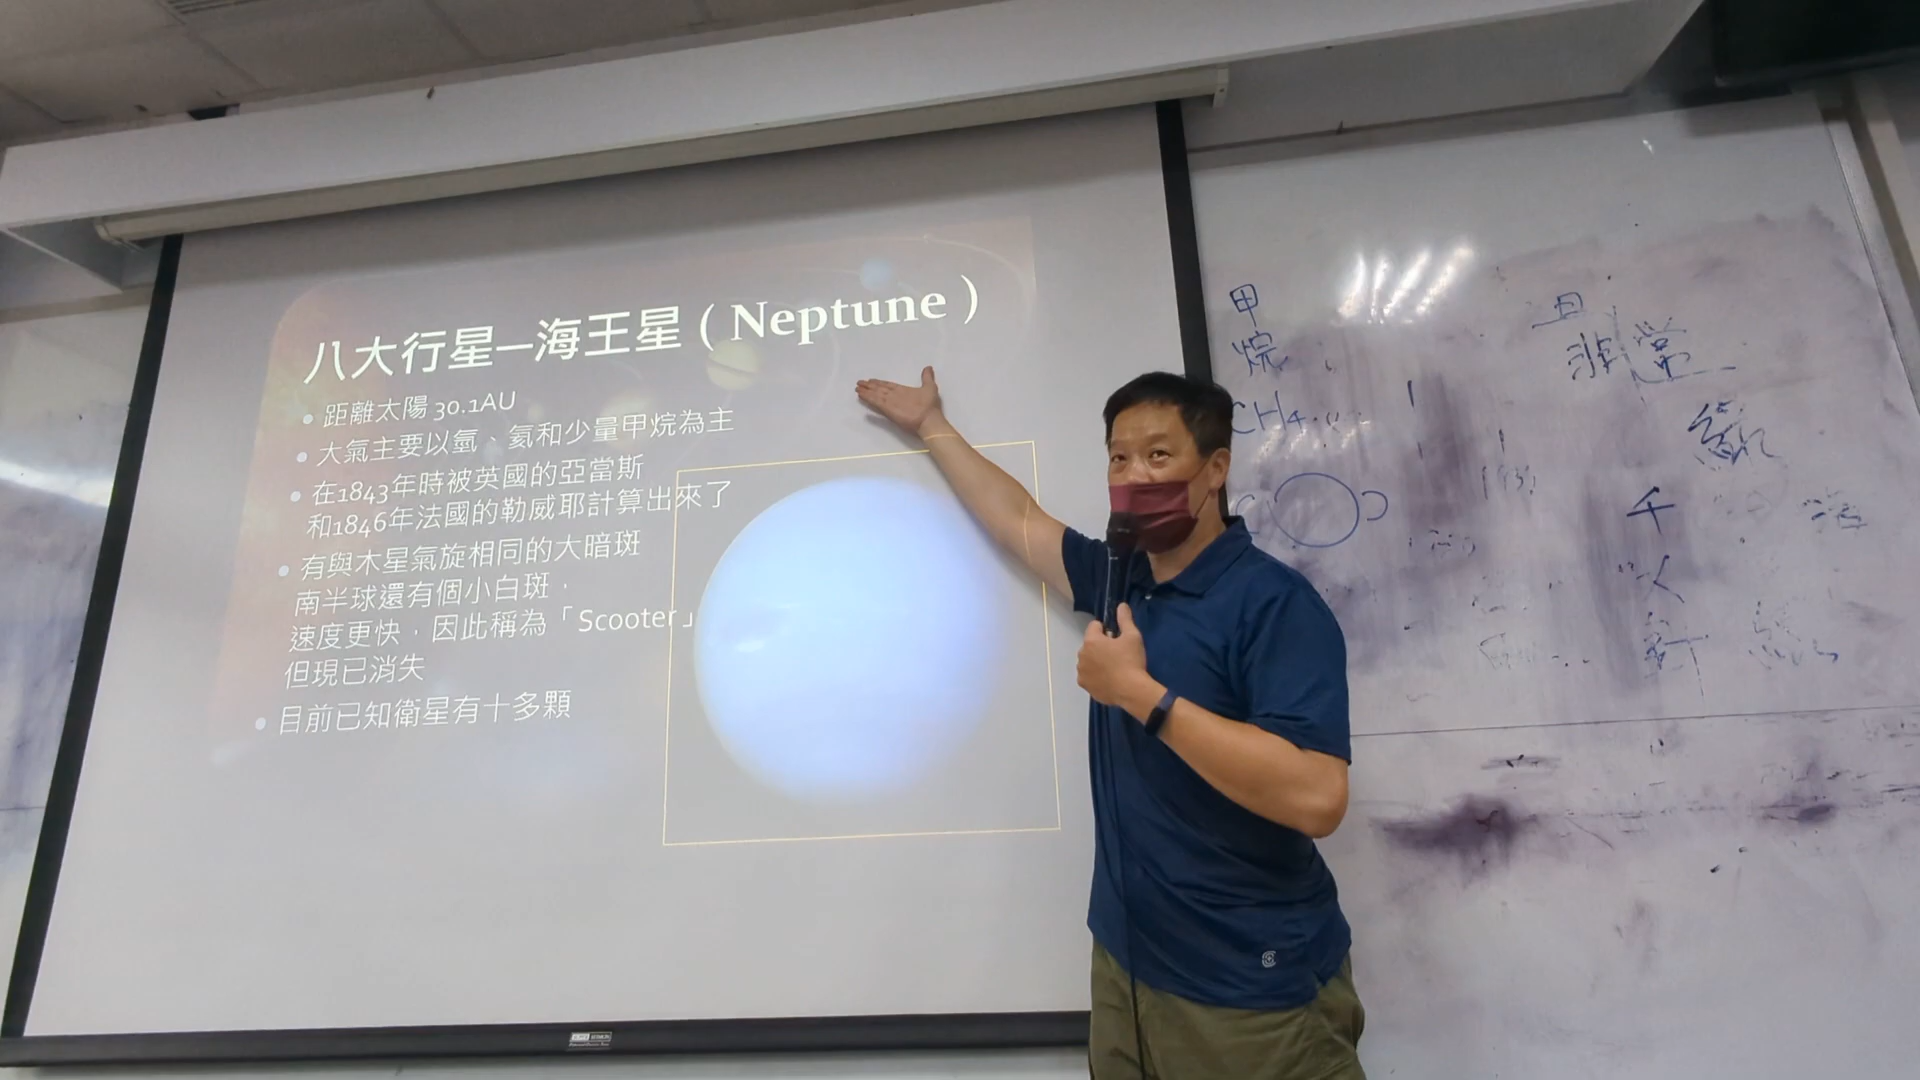 八大行星—海王星（Neptune）
距離太陽 30.1AU
大氣主要以氫、氦和少量甲烷為主
在1843年時被英國的亞當斯
和1846年法國的勒威耶計算出來了
有與木星氣旋相同的大暗斑
南半球還有個小白斑，
速度更快，因此稱為「Scooter」
但現已消失
目前已知衛星有十多顆
甲
烷
CH4
非常
千